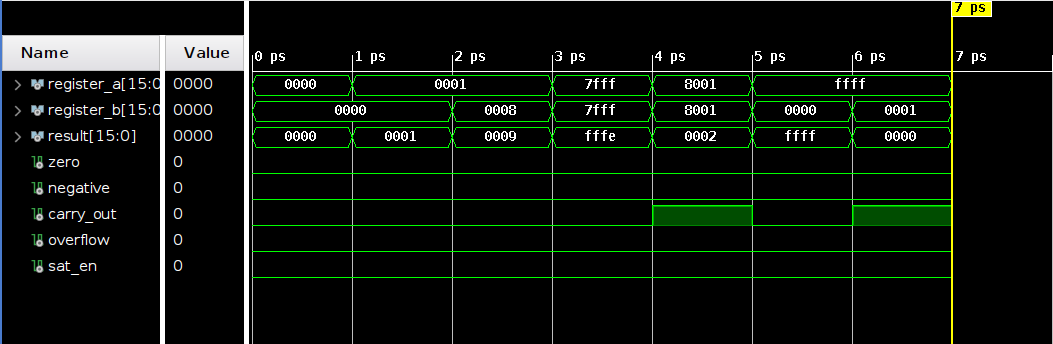 7 ps
Name Value
0 ps 1 ps 2 ps 3 ps 4 ps 5 ps 6 ps 7 ps
register_a[15:0 0000 0000 0001 7fff 8001 ffff
register_b[15:0 0000 0000 0008 7fff 8001 0000 0001
result[15:0] 0000 0000 0001 0009 fffe 0002 ffff 0000
zero 0
negative 0
carry_out 0
overflow 0
sat_en 0